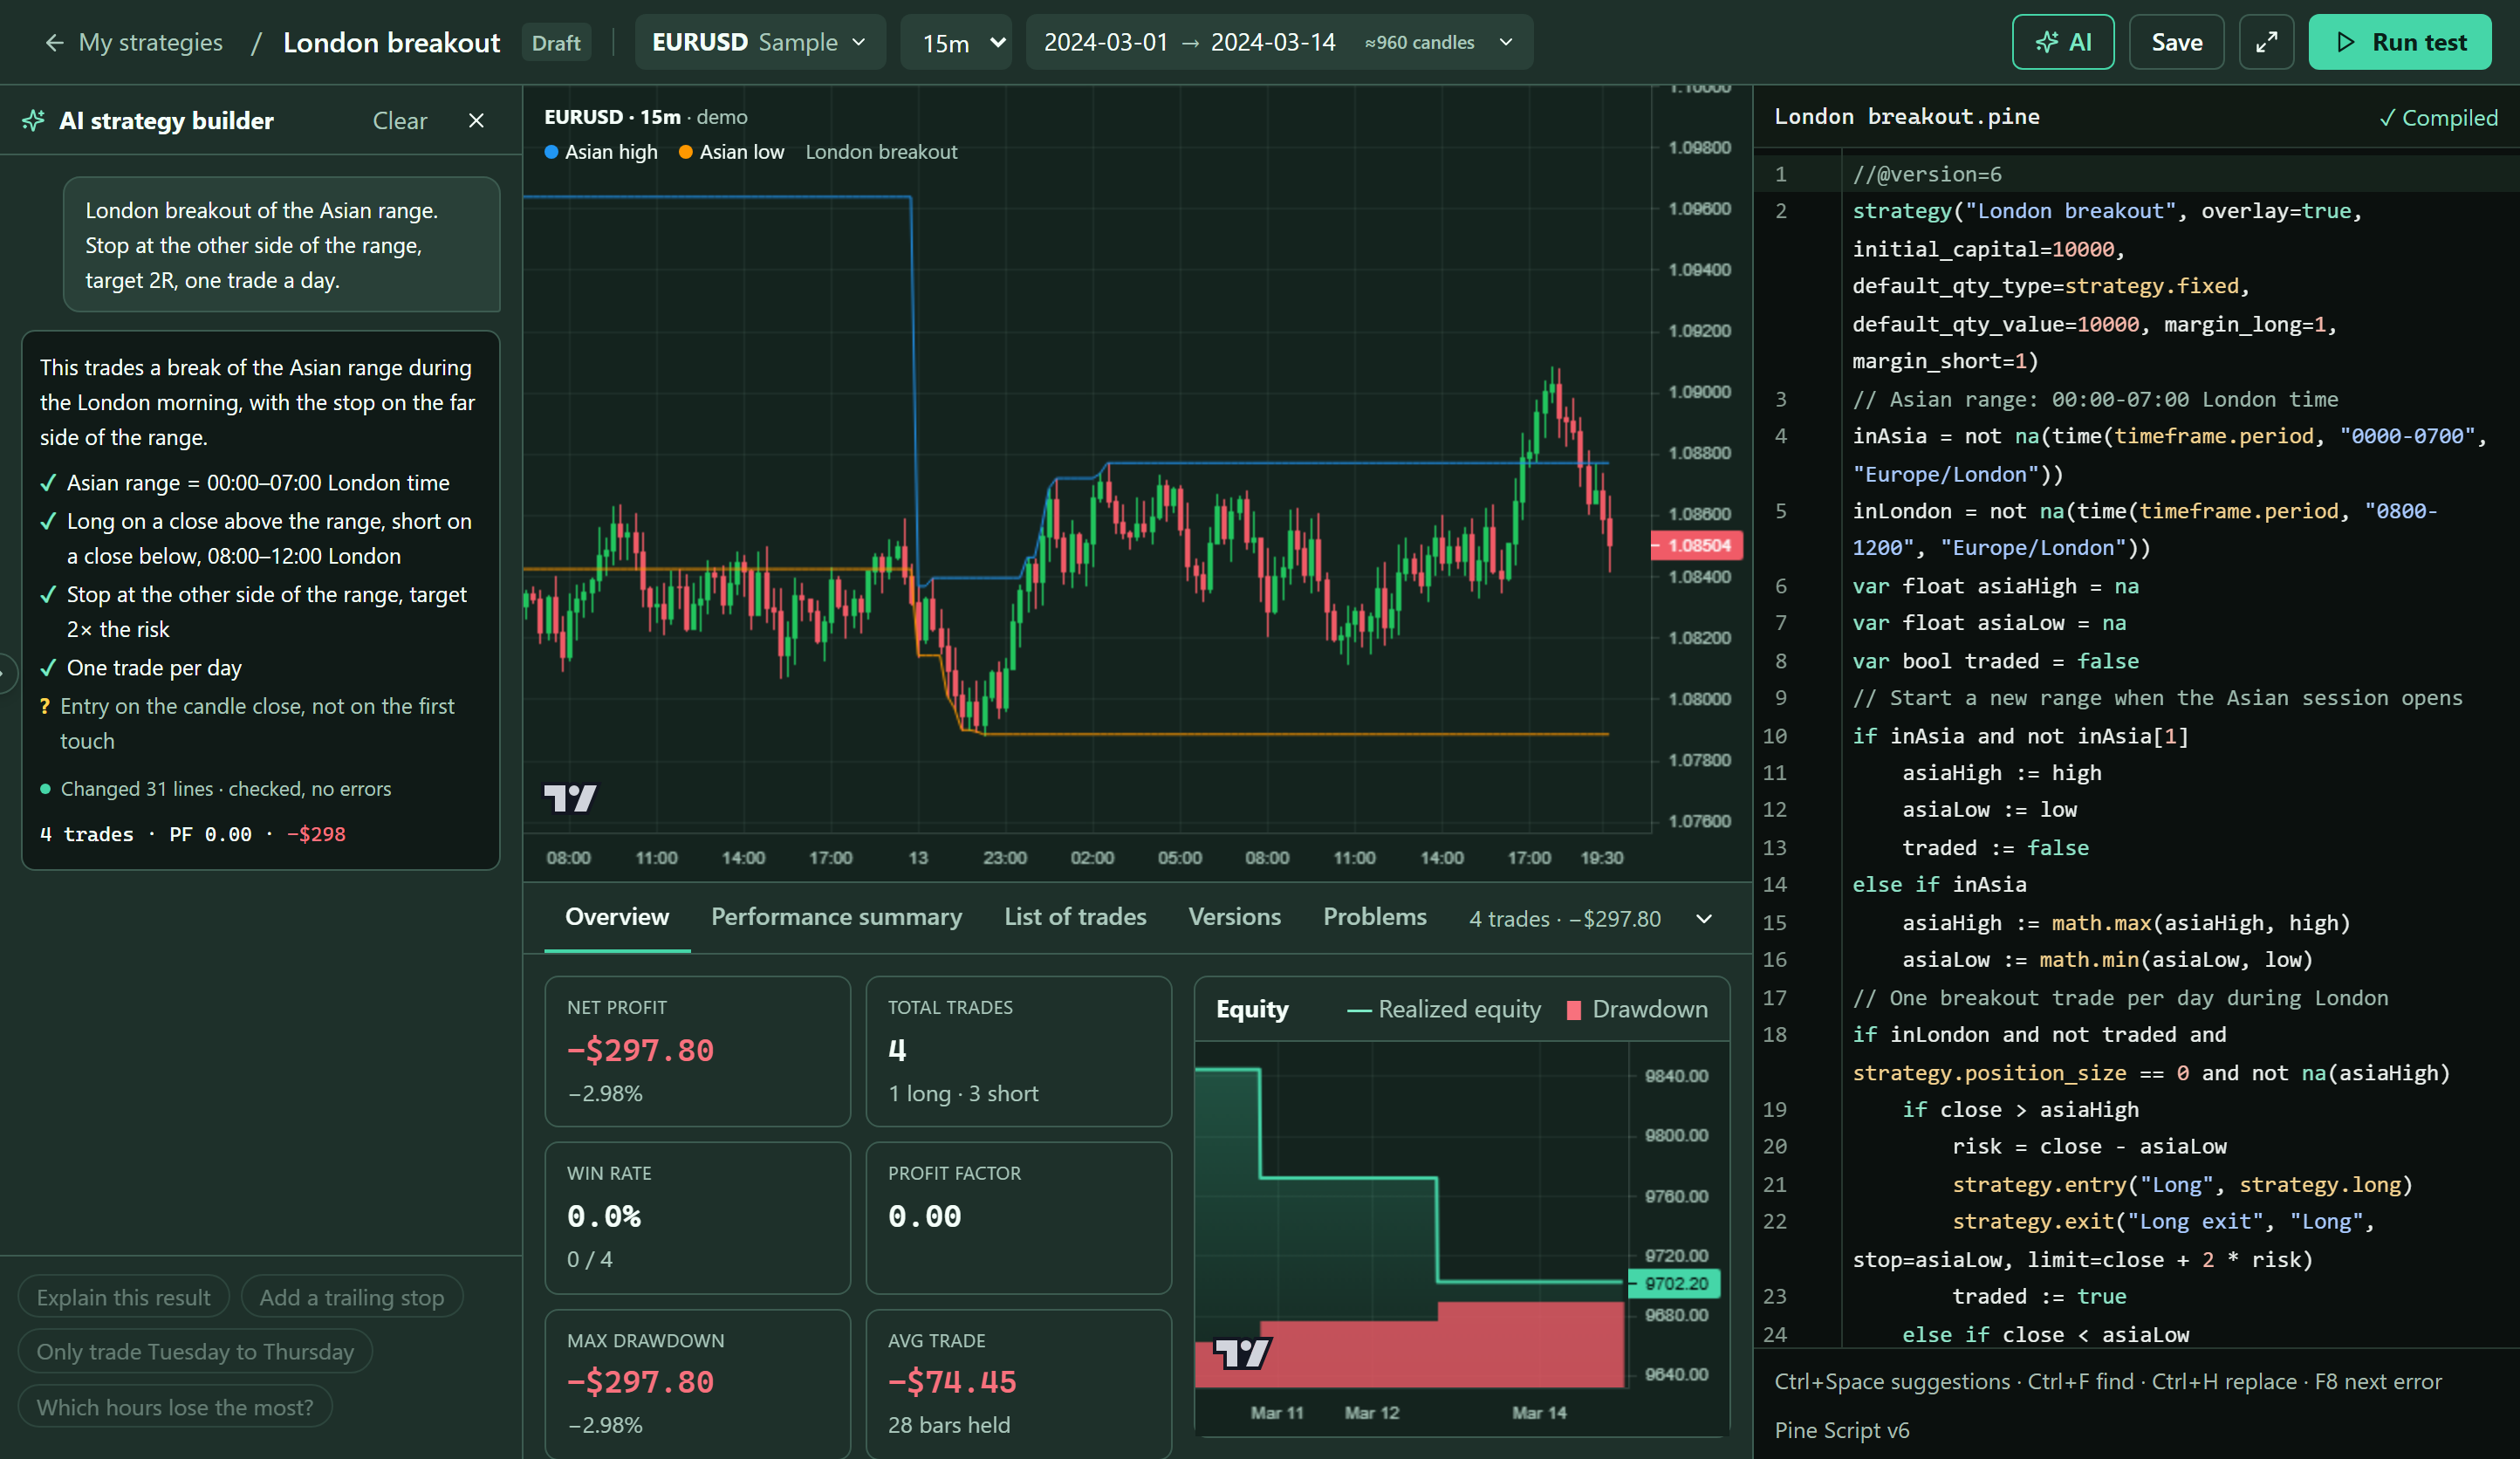 ← My strategies / London breakout Draft
EURUSD Sample
15m
2024-03-01 → 2024-03-14 ≈960 candles
AI
Save
Run test
AI strategy builder
Clear
London breakout of the Asian range.
Stop at the other side of the range,
target 2R, one trade a day.
This trades a break of the Asian range during
the London morning, with the stop on the far
side of the range.
✓ Asian range = 00:00–07:00 London time
✓ Long on a close above the range, short on
a close below, 08:00–12:00 London
✓ Stop at the other side of the range, target
2× the risk
✓ One trade per day
? Entry on the candle close, not on the first
touch
Changed 31 lines · checked, no errors
4 trades · PF 0.00 · −$298
Explain this result
Add a trailing stop
Only trade Tuesday to Thursday
Which hours lose the most?
EURUSD · 15m · demo
Asian high Asian low London breakout
1.10000
1.09800
1.09600
1.09400
1.09200
1.09000
1.08800
1.08600
1.08504
1.08400
1.08200
1.08000
1.07800
1.07600
08:00 11:00 14:00 17:00 13 23:00 02:00 05:00 08:00 11:00 14:00 17:00 19:30
Overview Performance summary List of trades Versions Problems 4 trades · −$297.80
NET PROFIT
−$297.80
−2.98%
TOTAL TRADES
4
1 long · 3 short
WIN RATE
0.0%
0 / 4
PROFIT FACTOR
0.00
MAX DRAWDOWN
−$297.80
−2.98%
AVG TRADE
−$74.45
28 bars held
Equity
Realized equity Drawdown
9840.00
9800.00
9760.00
9720.00
9702.20
9680.00
9640.00
Mar 11 Mar 12 Mar 14
London breakout.pine
✓ Compiled
1 //@version=6
2 strategy("London breakout", overlay=true,
initial_capital=10000,
default_qty_type=strategy.fixed,
default_qty_value=10000, margin_long=1,
margin_short=1)
3 // Asian range: 00:00-07:00 London time
4 inAsia = not na(time(timeframe.period, "0000-0700",
"Europe/London"))
5 inLondon = not na(time(timeframe.period, "0800-
1200", "Europe/London"))
6 var float asiaHigh = na
7 var float asiaLow = na
8 var bool traded = false
9 // Start a new range when the Asian session opens
10 if inAsia and not inAsia[1]
11 asiaHigh := high
12 asiaLow := low
13 traded := false
14 else if inAsia
15 asiaHigh := math.max(asiaHigh, high)
16 asiaLow := math.min(asiaLow, low)
17 // One breakout trade per day during London
18 if inLondon and not traded and
strategy.position_size == 0 and not na(asiaHigh)
19 if close > asiaHigh
20 risk = close - asiaLow
21 strategy.entry("Long", strategy.long)
22 strategy.exit("Long exit", "Long",
stop=asiaLow, limit=close + 2 * risk)
23 traded := true
24 else if close < asiaLow
Ctrl+Space suggestions · Ctrl+F find · Ctrl+H replace · F8 next error
Pine Script v6